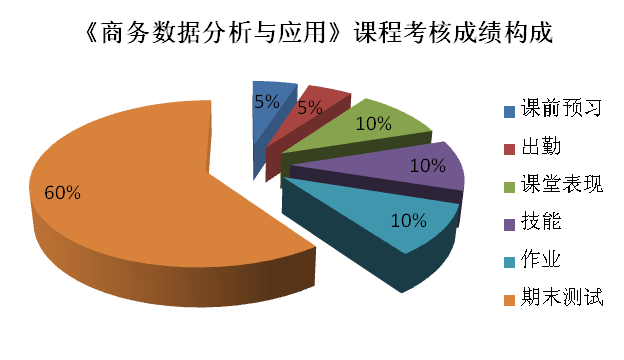 《商务数据分析与应用》课程考核成绩构成
5%
5%
10%
10%
10%
60%
课前预习
出勤
课堂表现
技能
作业
期末测试